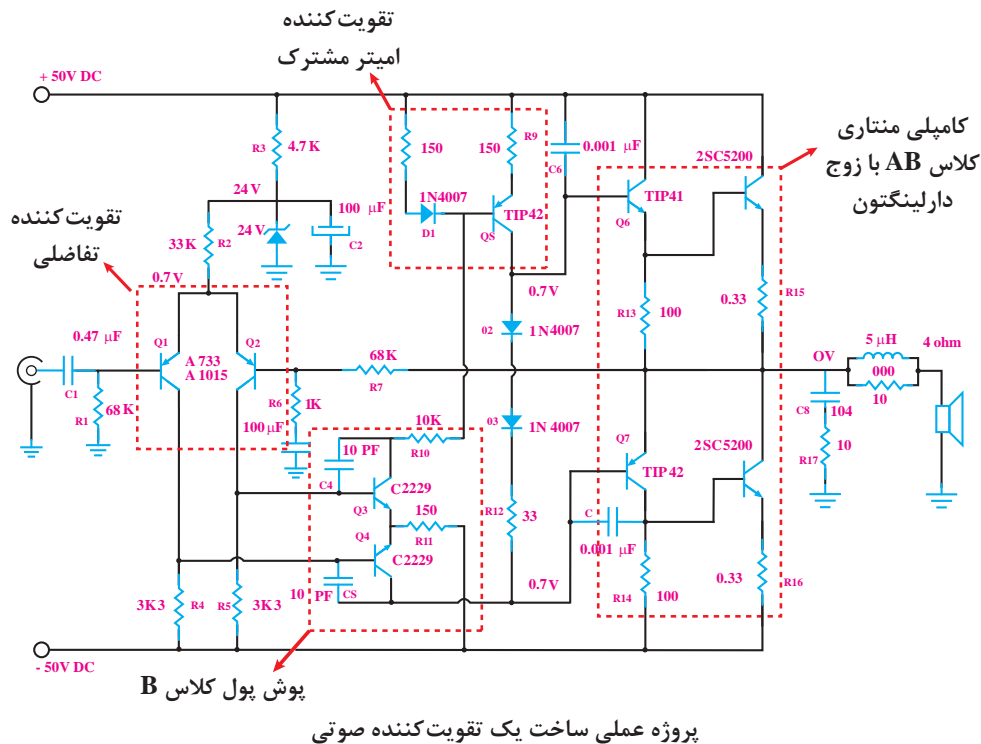 تقویت‌کننده
امیتر مشترک
+ 50V DC
R3
4.7 K
150
150
R9
0.001 μF
C6
کامپلی منتاری
کلاس AB با زوج
دارلینگتون
2SC5200
24 V
24 V
100 μF
C2
1N4007
D1
TIP42
QS
TIP41
Q6
تقویت‌کننده
تفاضلی
33K
R2
0.7 V
0.7 V
02
1N4007
R13
100
0.33
R15
0.47 μF
C1
Q1
Q2
A 733
A 1015
68K
R7
OV
5 μH
000
10
4 ohm
68 K
R1
R6
1K
100 μF
10K
R10
03
1N 4007
Q7
TIP42
2SC5200
C8
104
10
R17
10 PF
C4
C2229
Q3
150
R11
Q4
C2229
R12
33
C
0.001 μF
3K3
R4
R5
3K3
10 PF
CS
0.7V
R14
100
0.33
R16
- 50V DC
پوش پول کلاس B
پروژه عملی ساخت یک تقویت‌کننده صوتی